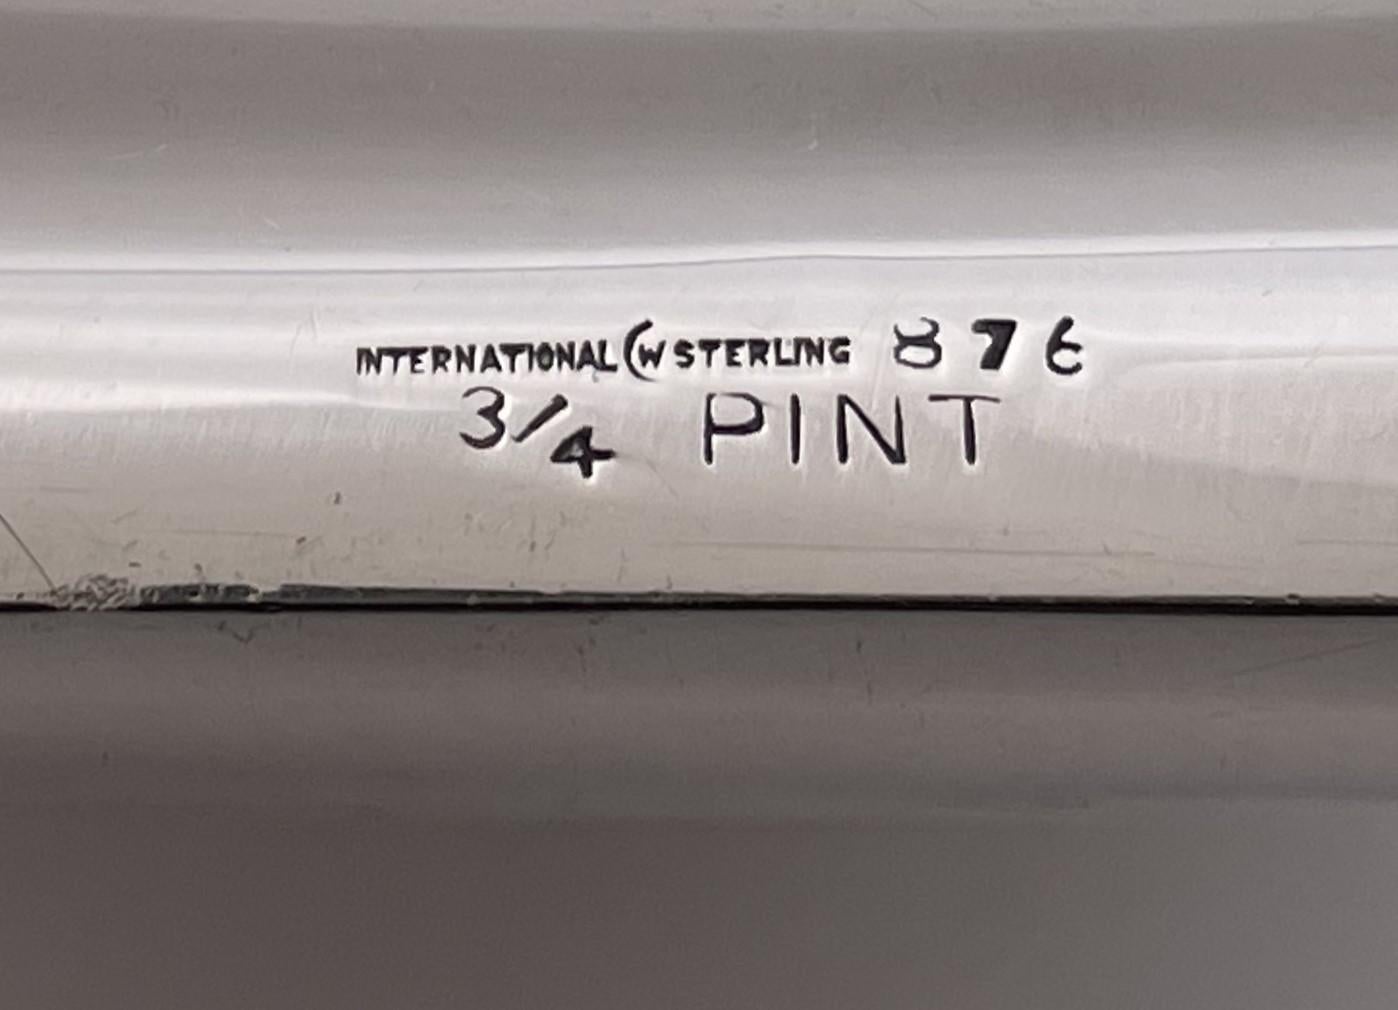 INTERNATIONAL CW STERLING 876
3/4 PINT